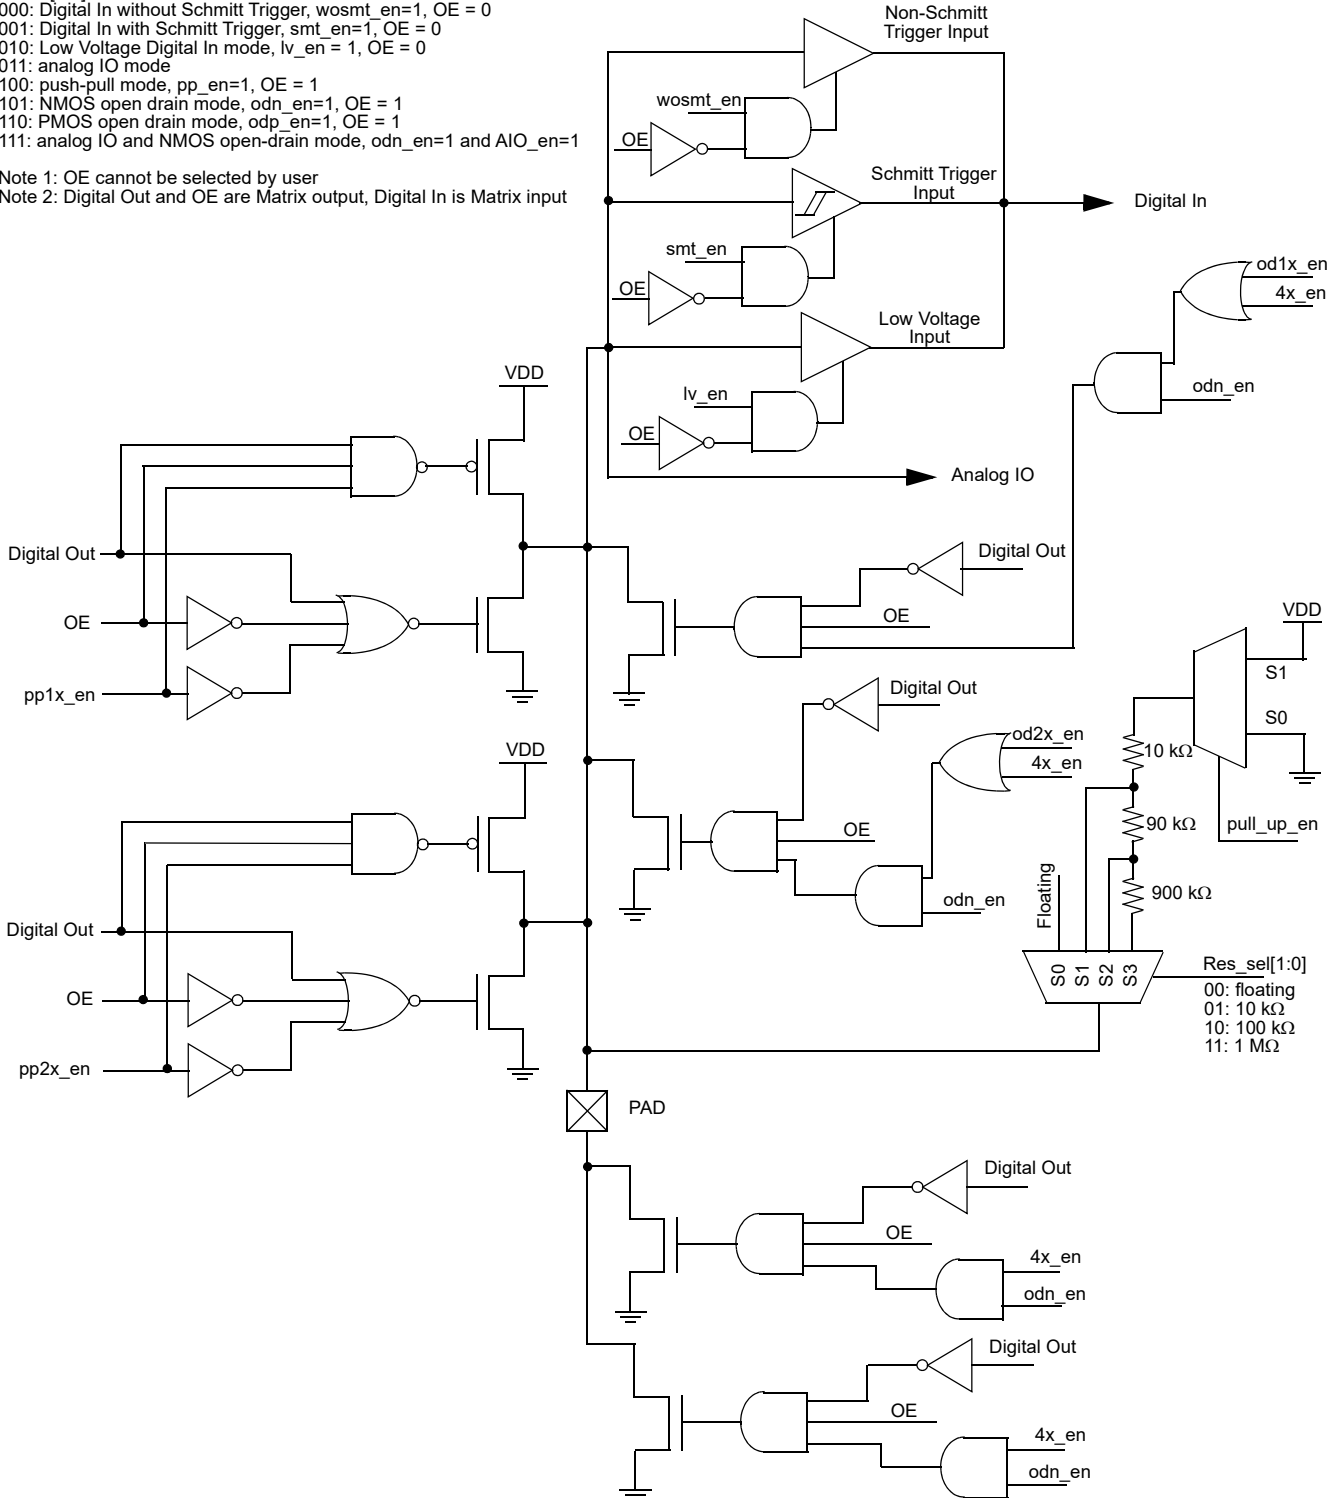 000: Digital In without Schmitt Trigger, wosmt_en=1, OE = 0
001: Digital In with Schmitt Trigger, smt_en=1, OE = 0
010: Low Voltage Digital In mode, lv_en = 1, OE = 0
011: analog IO mode
100: push-pull mode, pp_en=1, OE = 1
101: NMOS open drain mode, odn_en=1, OE = 1
110: PMOS open drain mode, odp_en=1, OE = 1
111: analog IO and NMOS open-drain mode, odn_en=1 and AIO_en=1
Note 1: OE cannot be selected by user
Note 2: Digital Out and OE are Matrix output, Digital In is Matrix input
Non-Schmitt
Trigger Input
wosmt_en
OE
Schmitt Trigger
Input
Digital In
smt_en
OE
Low Voltage
Input
lv_en
OE
Analog IO
od1x_en
4x_en
odn_en
VDD
Digital Out
OE
pp1x_en
Digital Out
OE
VDD
S1
S0
pull_up_en
10 kΩ
90 kΩ
900 kΩ
Floating
S0
S1
S2
S3
Res_sel[1:0]
00: floating
01: 10 kΩ
10: 100 kΩ
11: 1 MΩ
Digital Out
od2x_en
4x_en
OE
odn_en
VDD
Digital Out
OE
pp2x_en
PAD
Digital Out
OE
4x_en
odn_en
Digital Out
OE
4x_en
odn_en